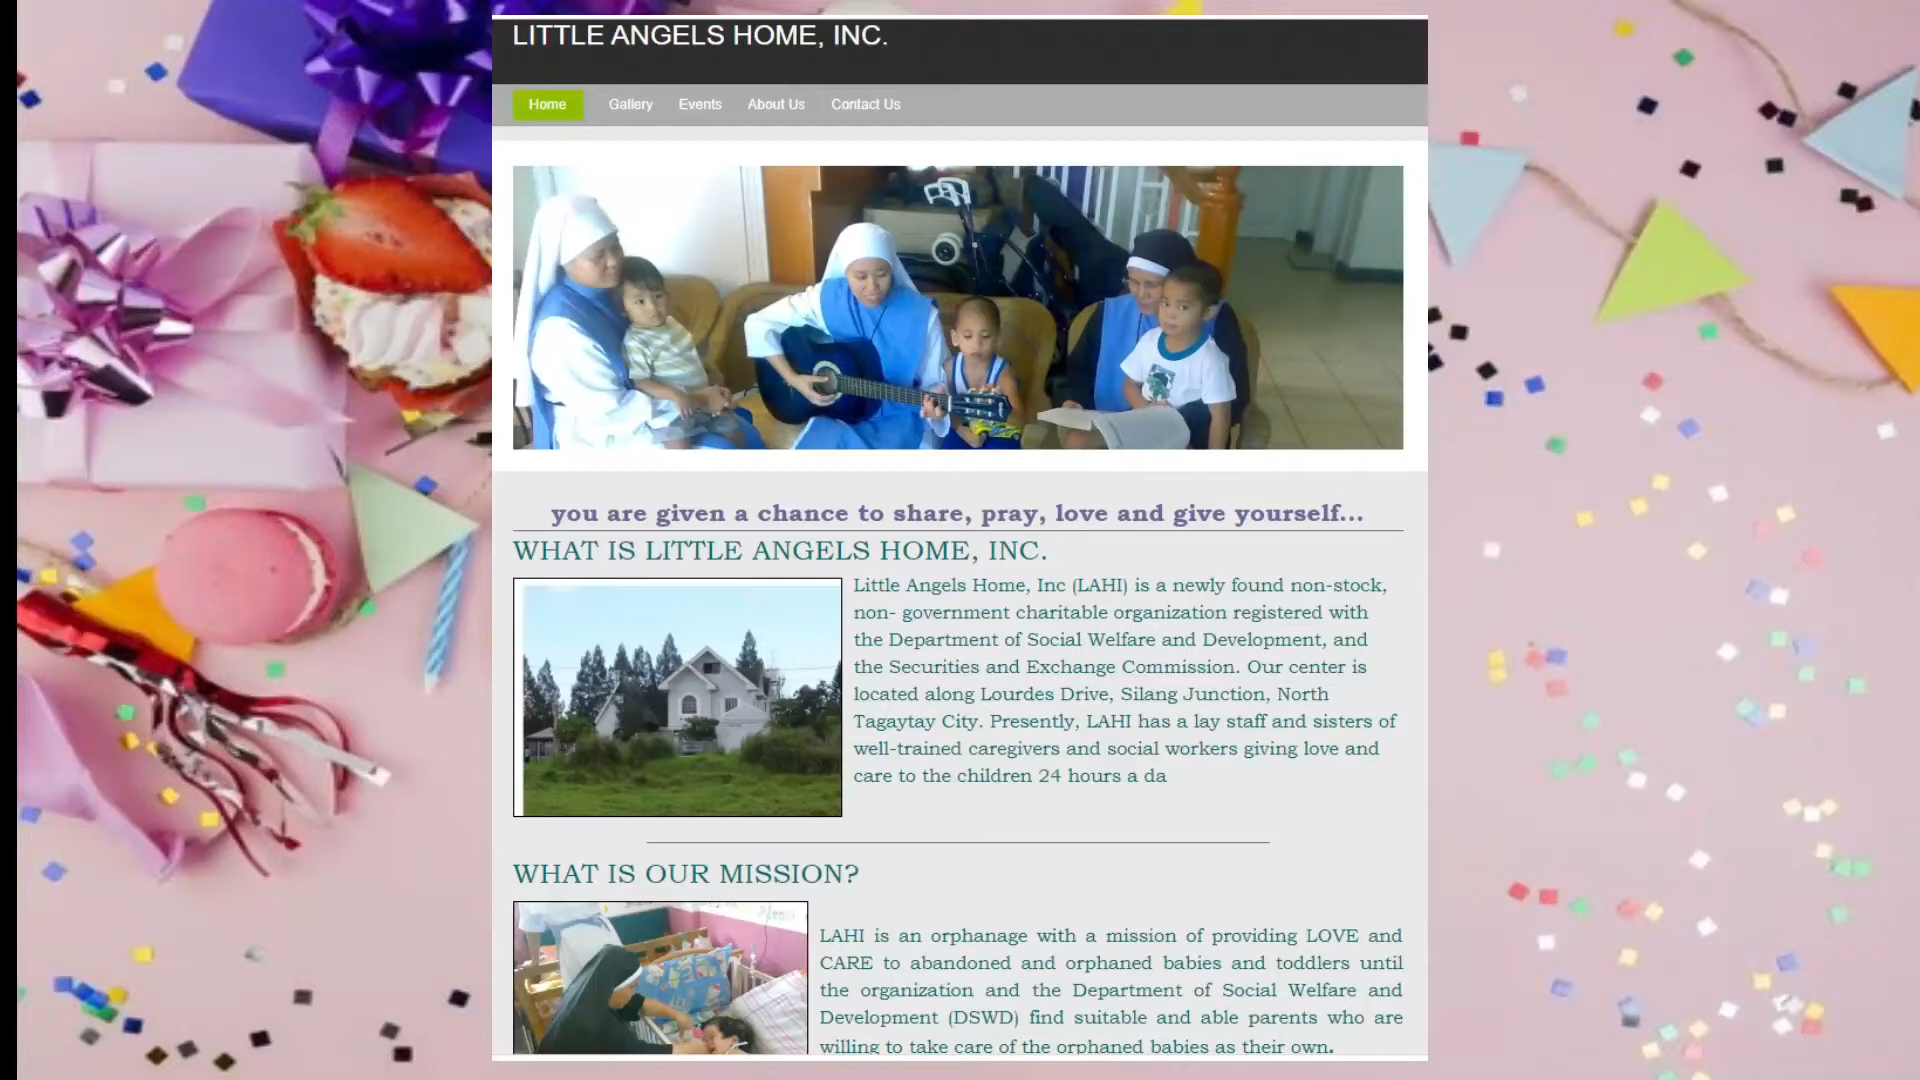 LITTLE ANGELS HOME, INC.
Home Gallery Events About Us Contact Us
you are given a chance to share, pray, love and give yourself...
WHAT IS LITTLE ANGELS HOME, INC.
Little Angels Home, Inc (LAHI) is a newly found non-stock,
non- government charitable organization registered with
the Department of Social Welfare and Development, and
the Securities and Exchange Commission. Our center is
located along Lourdes Drive, Silang Junction, North
Tagaytay City. Presently, LAHI has a lay staff and sisters of
well-trained caregivers and social workers giving love and
care to the children 24 hours a da
WHAT IS OUR MISSION?
LAHI is an orphanage with a mission of providing LOVE and
CARE to abandoned and orphaned babies and toddlers until
the organization and the Department of Social Welfare and
Development (DSWD) find suitable and able parents who are
willing to take care of the orphaned babies as their own.